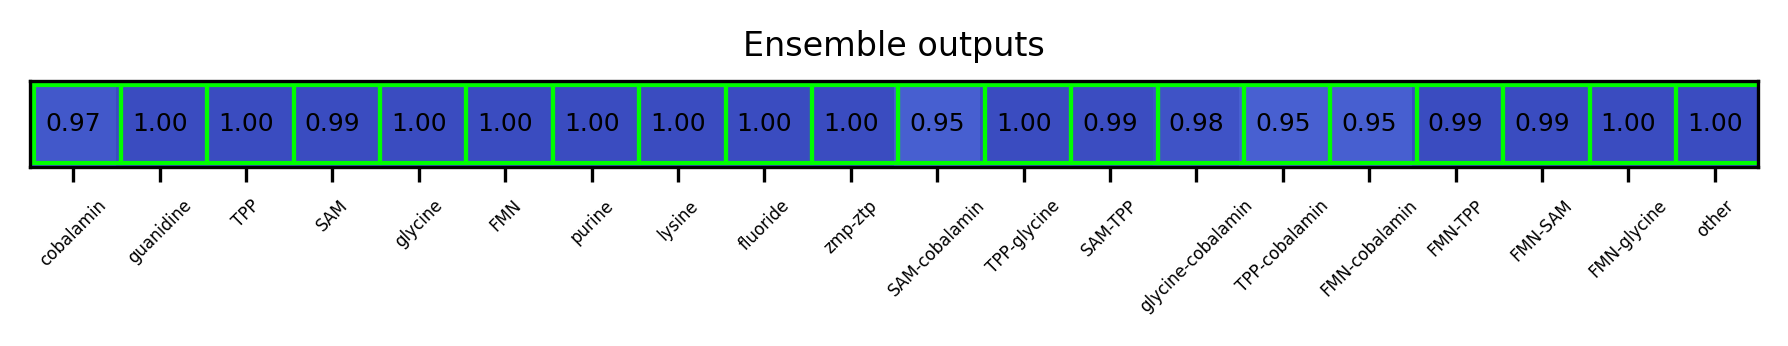 Ensemble outputs
0.97 1.00 1.00 0.99 1.00 1.00 1.00 1.00 1.00 1.00 0.95 1.00 0.99 0.98 0.95 0.95 0.99 0.99 1.00 1.00
cobalamin guanidine TPP SAM glycine FMN purine lysine fluoride zmp-ztp SAM-cobalamin TPP-glycine SAM-TPP glycine-cobalamin TPP-cobalamin FMN-cobalamin FMN-TPP FMN-SAM FMN-glycine other